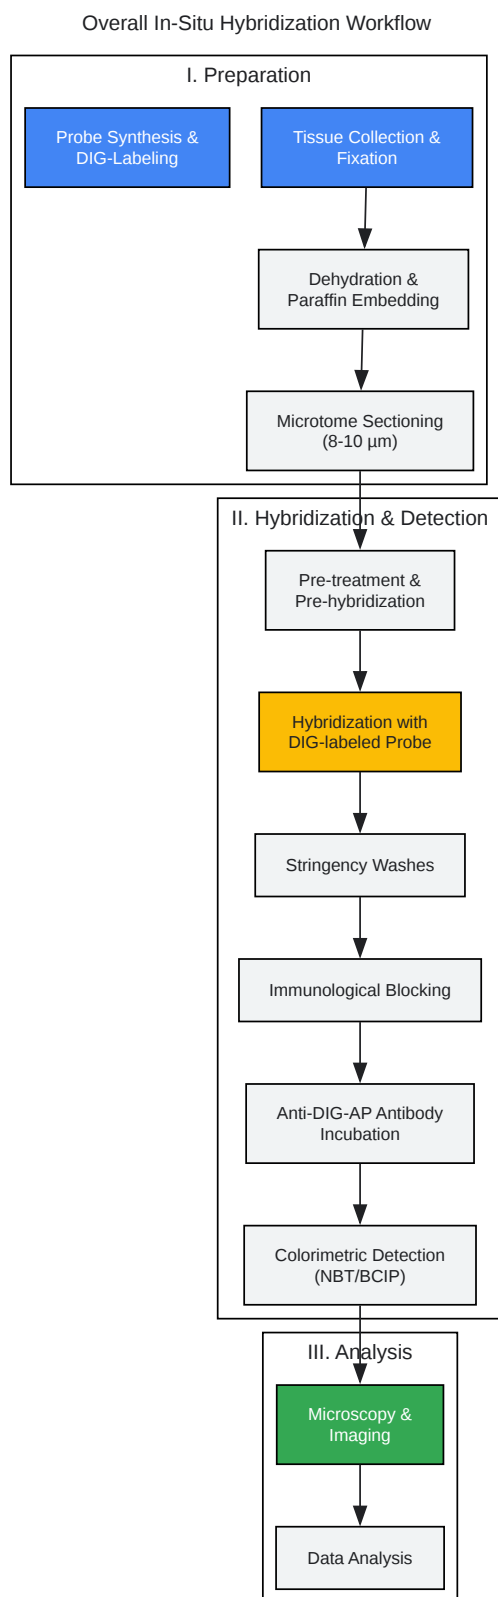 Overall In-Situ Hybridization Workflow
I. Preparation
Probe Synthesis &
DIG-Labeling
Tissue Collection &
Fixation
Dehydration &
Paraffin Embedding
Microtome Sectioning
(8-10 µm)
II. Hybridization & Detection
Pre-treatment &
Pre-hybridization
Hybridization with
DIG-labeled Probe
Stringency Washes
Immunological Blocking
Anti-DIG-AP Antibody
Incubation
Colorimetric Detection
(NBT/BCIP)
III. Analysis
Microscopy &
Imaging
Data Analysis